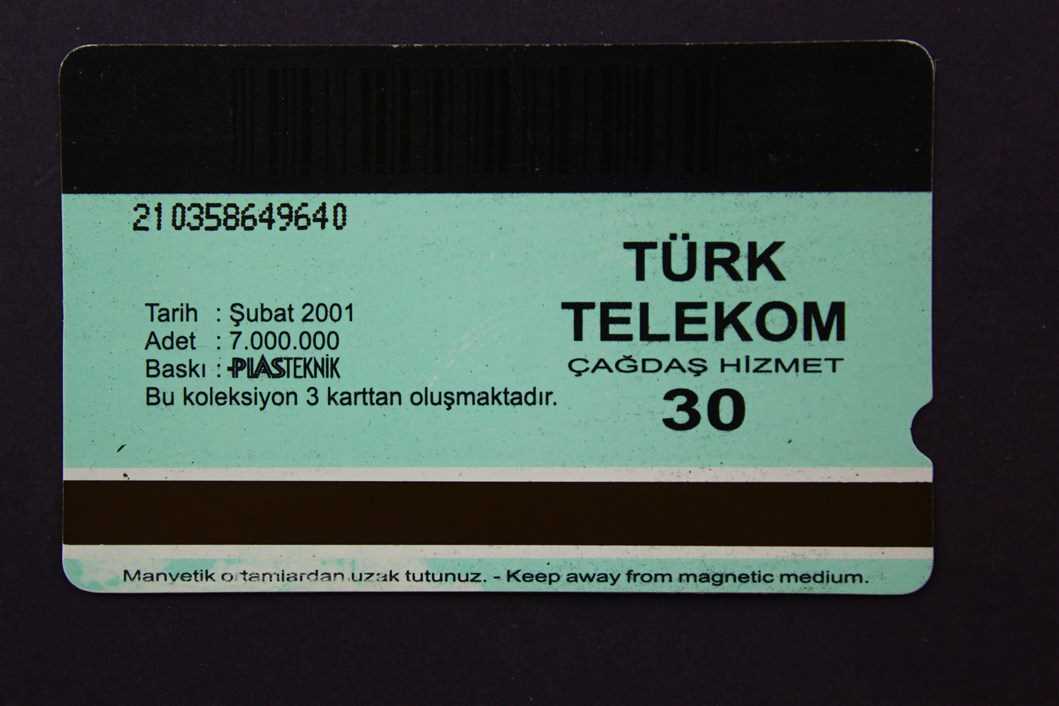 210358649640
Tarih : Şubat 2001
Adet : 7.000.000
Baskı : PLASTEKNİK
Bu koleksiyon 3 karttan oluşmaktadır.
TÜRK
TELEKOM
ÇAĞDAŞ HİZMET
30
Manyetik ortamlardan uzak tutunuz. - Keep away from magnetic medium.